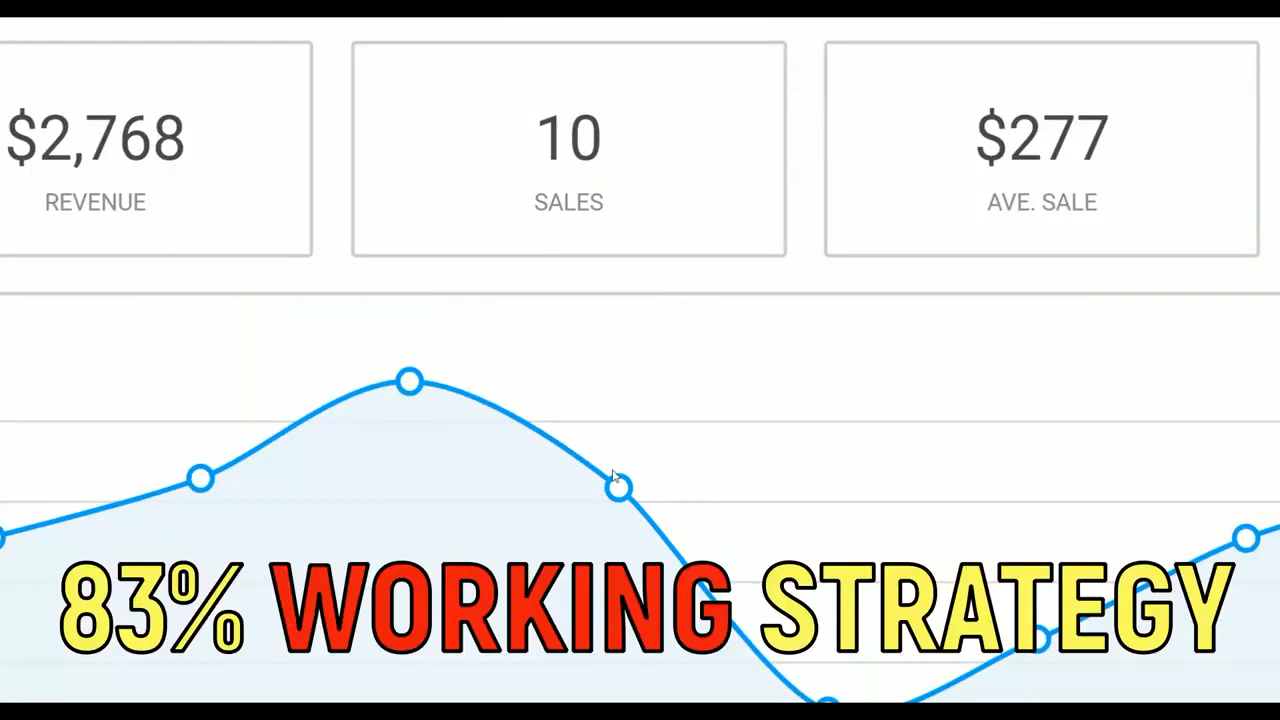 $2,768
REVENUE
10
SALES
$277
AVE. SALE
83% WORKING STRATEGY